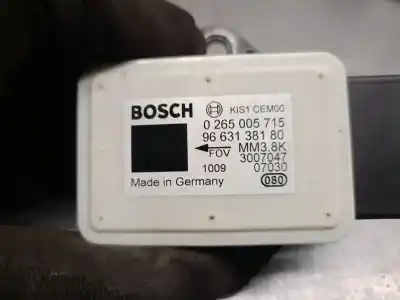 BOSCH KIS1 CEM00
0 265 005 715
96 631 381 80
FOV MM3.8K
3007047
1009 07030
Made in Germany 080